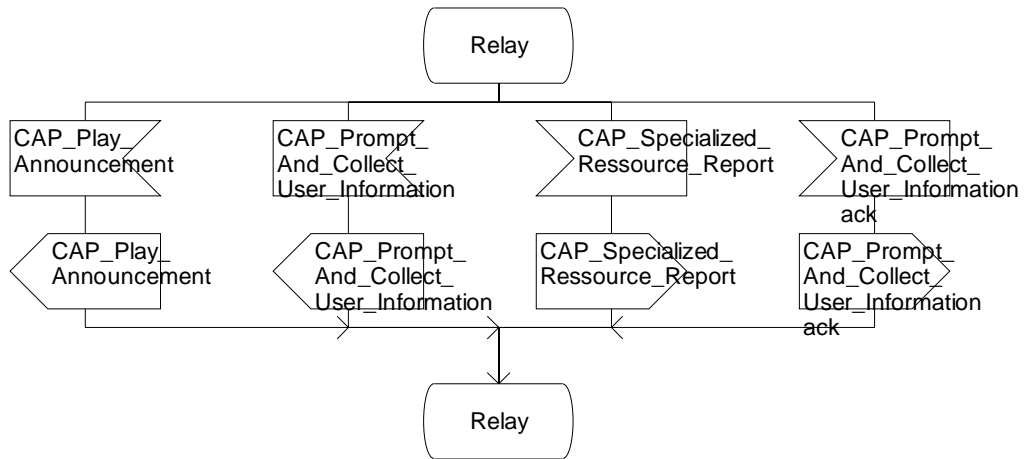 Relay
CAP_Play_
Announcement
CAP_Prompt_
And_Collect_
User_Information
CAP_Specialized_
Ressource_Report
CAP_Prompt_
And_Collect_
User_Information
ack
CAP_Play_
Announcement
CAP_Prompt_
And_Collect_
User_Information
CAP_Specialized_
Ressource_Report
CAP_Prompt_
And_Collect_
User_Information
ack
Relay